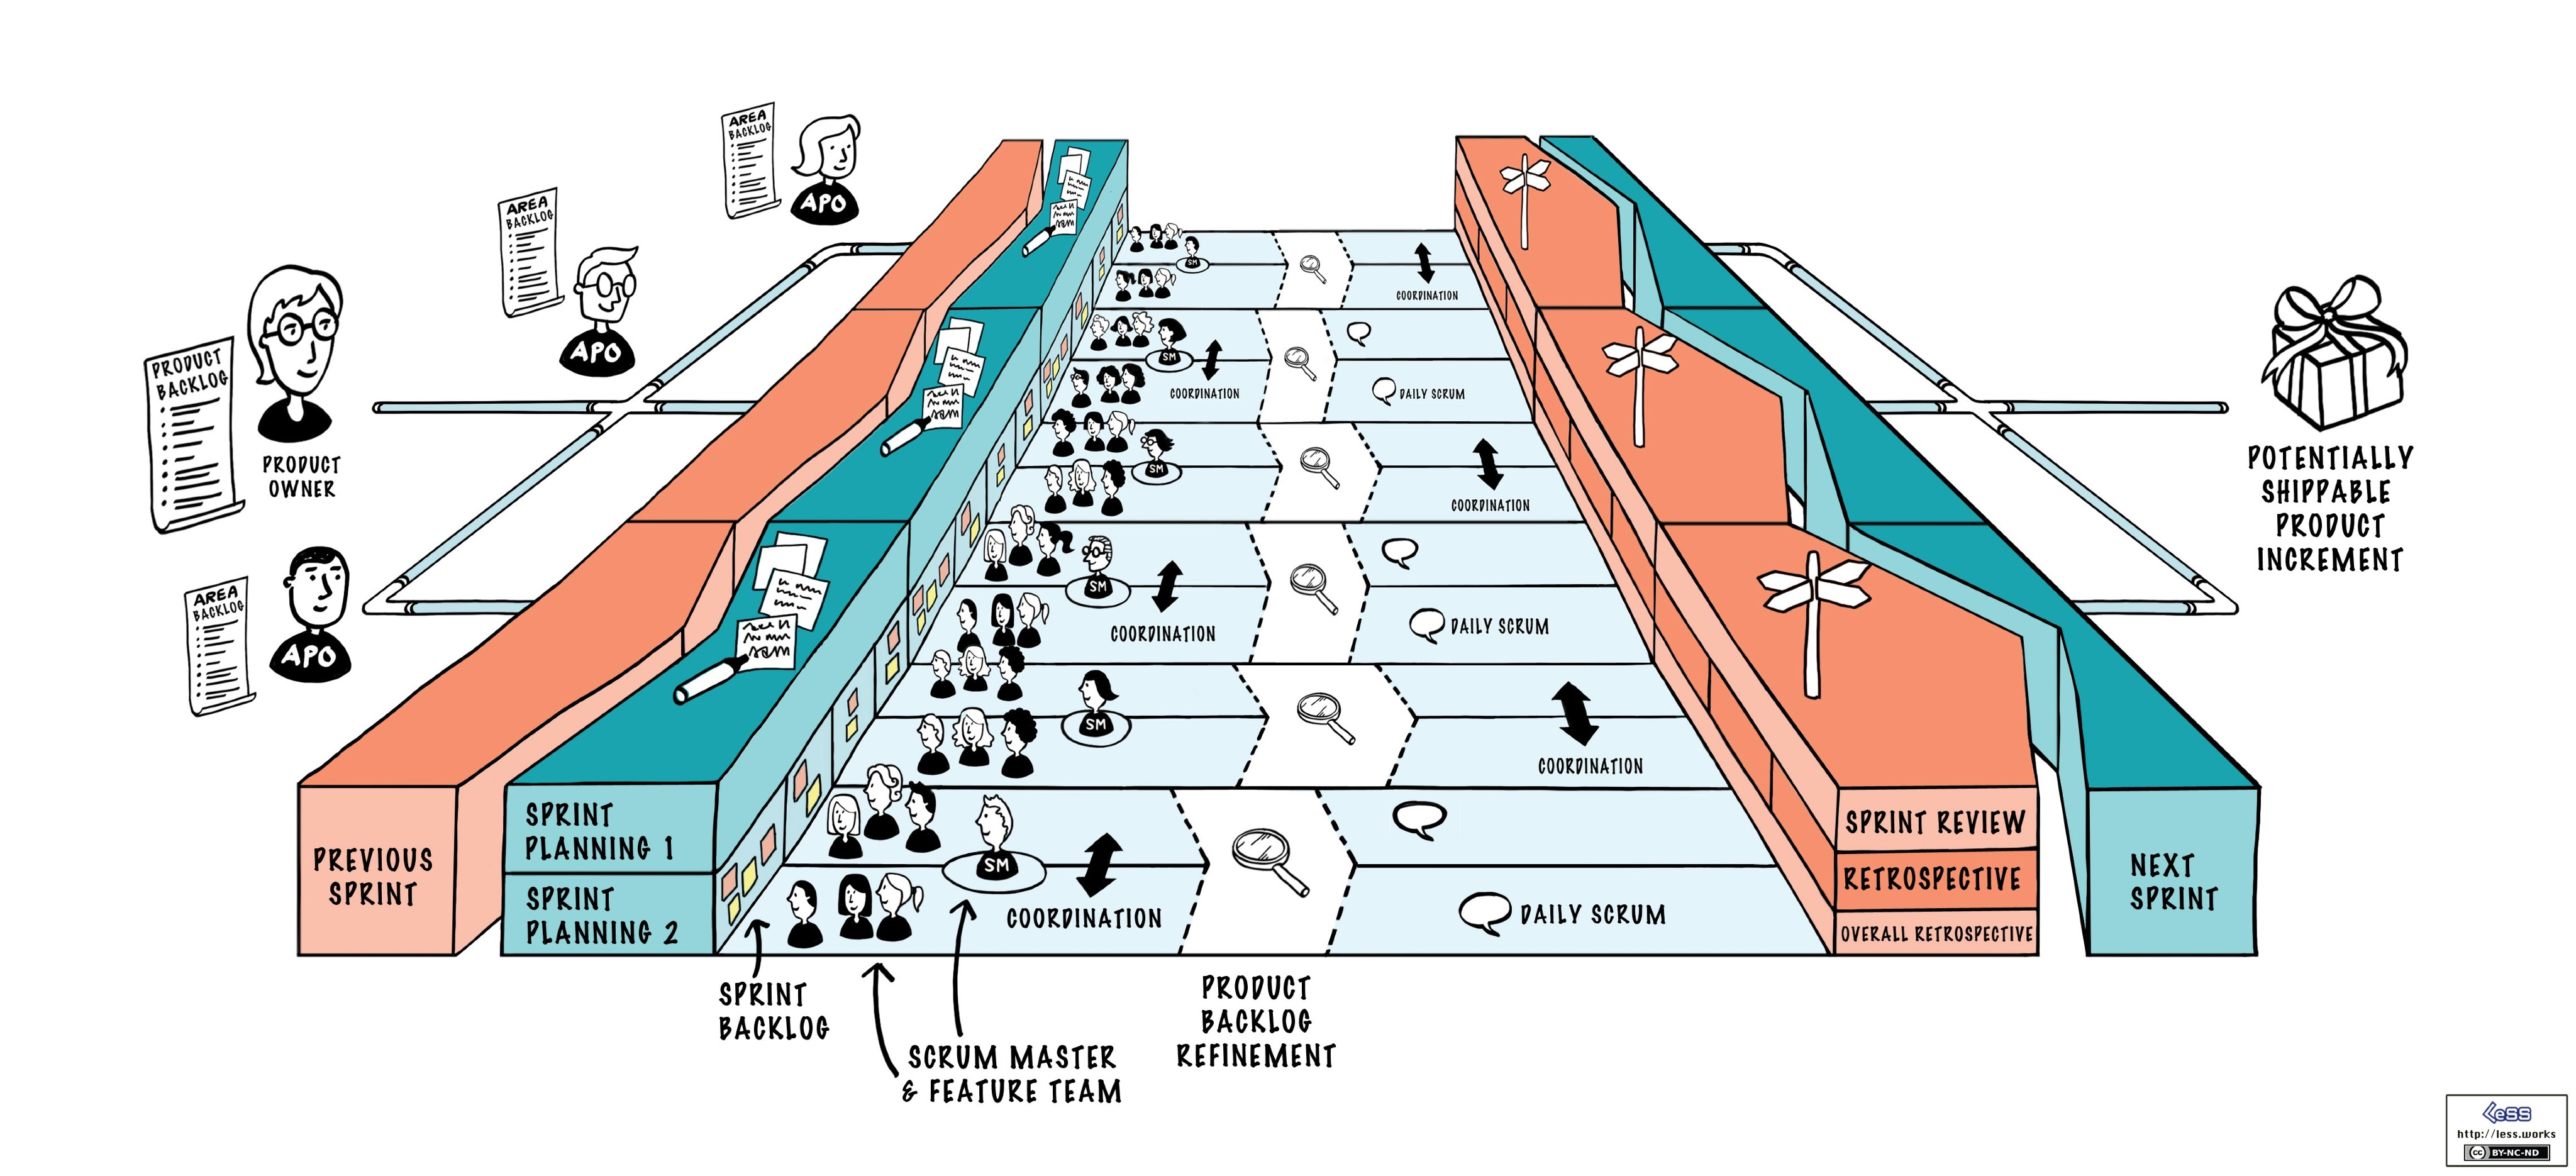 AREA
BACKLOG
APO
AREA
BACKLOG
APO
PRODUCT
BACKLOG
PRODUCT
OWNER
AREA
BACKLOG
APO
SM
COORDINATION
SM
COORDINATION
DAILY SCRUM
SM
COORDINATION
SM
COORDINATION
DAILY SCRUM
SM
COORDINATION
SM
COORDINATION
DAILY SCRUM
PREVIOUS
SPRINT
SPRINT
PLANNING 1
SPRINT
PLANNING 2
SPRINT
BACKLOG
SCRUM MASTER
& FEATURE TEAM
PRODUCT
BACKLOG
REFINEMENT
SPRINT REVIEW
RETROSPECTIVE
OVERALL RETROSPECTIVE
NEXT
SPRINT
POTENTIALLY
SHIPPABLE
PRODUCT
INCREMENT
LeSS
http://less.works
cc BY-NC-ND